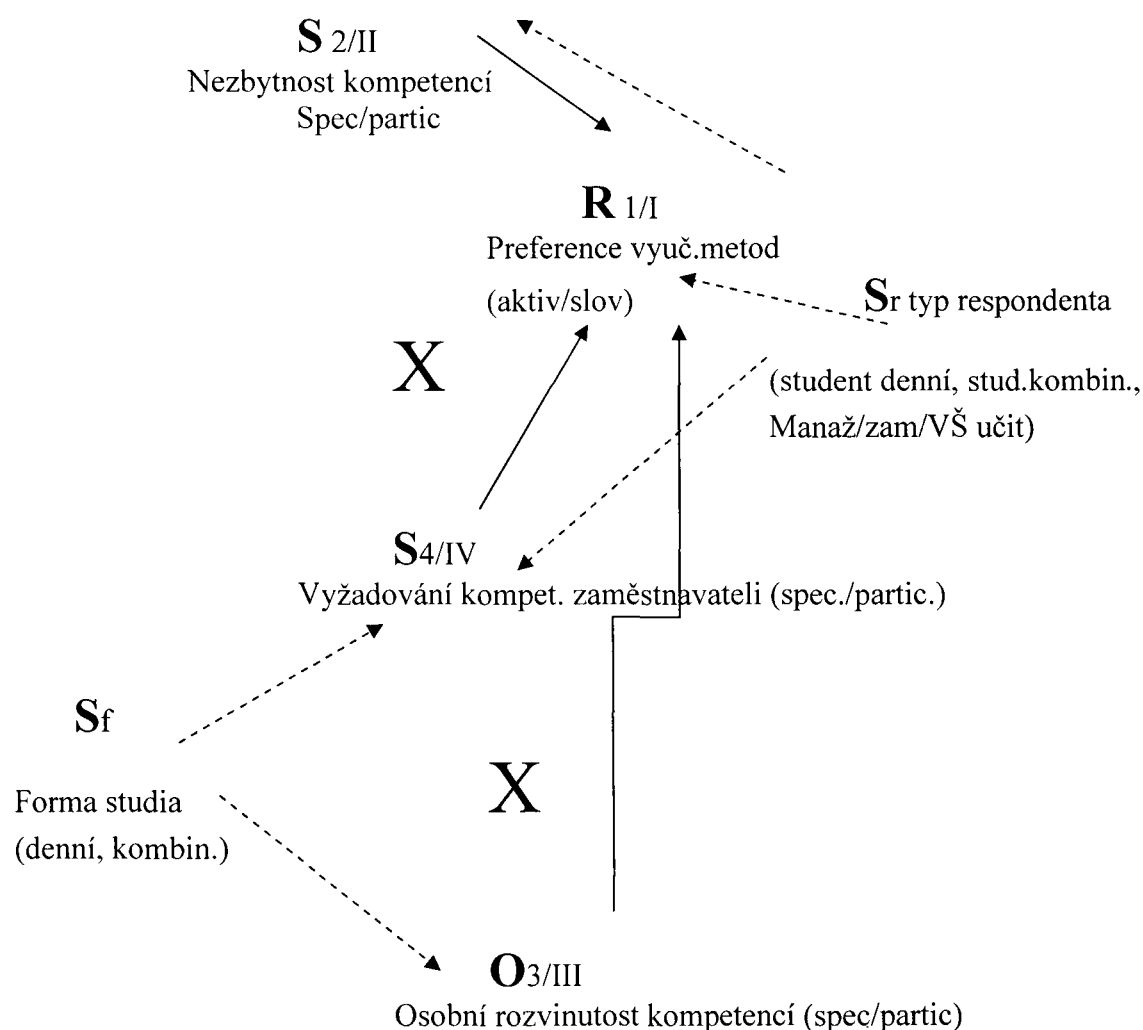 S 2/II
Nezbytnost kompetencí
Spec/partic
R 1/I
Preference vyuč.metod
(aktiv/slov)
Sr typ respondenta
X
(student denní, stud.kombin.,
Manaž/zam/VŠ učit)
S4/IV
Vyžadování kompet. zaměstnavateli (spec./partic.)
Sf
X
Forma studia
(denní, kombin.)
O3/III
Osobní rozvinutost kompetencí (spec/partic)